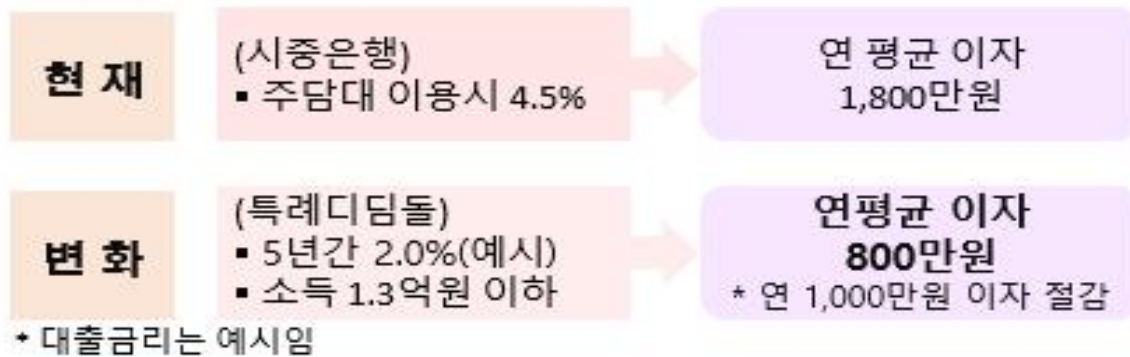 현 재
(시중은행)
▪ 주담대 이용시 4.5%
연 평균 이자
1,800만원
변 화
(특례디딤돌)
▪ 5년간 2.0%(예시)
▪ 소득 1.3억원 이하
연평균 이자
800만원
* 연 1,000만원 이자 절감
* 대출금리는 예시임